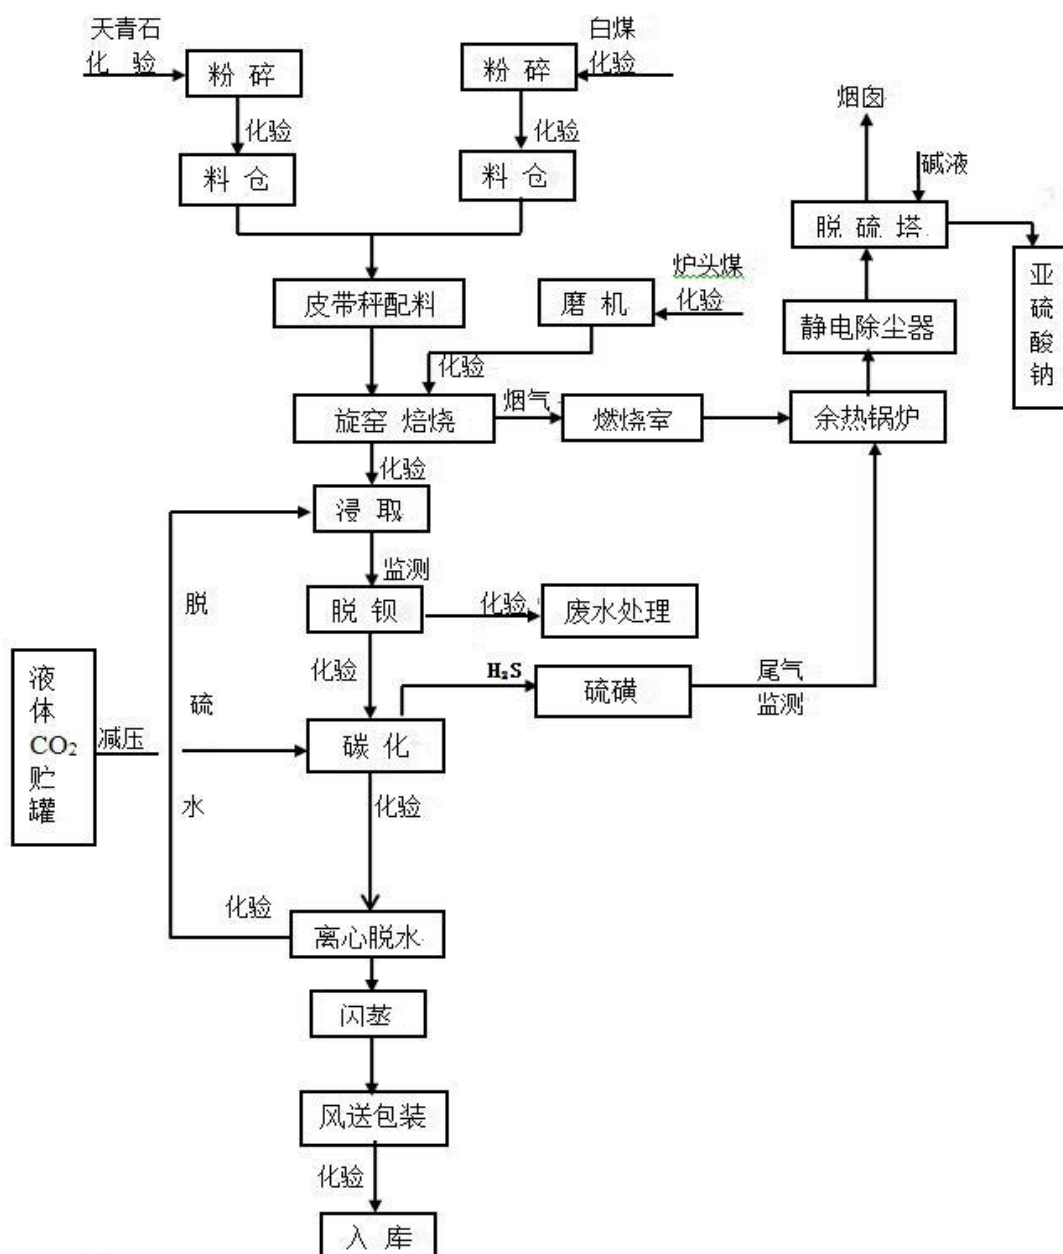 天青石
化 验
粉 碎
化验
料 仓
白煤
化验
粉 碎
化验
料 仓
皮带秤配料
炉头煤
化验
磨 机
化验
旋窑 焙烧
烟气
燃烧室
余热锅炉
静电除尘器
脱 硫 塔
碱液
烟囱
亚
硫
酸
钠
化验
浸 取
监测
脱 钡
化验
废水处理
化验
H₂S
硫磺
尾气
监测
碳 化
液
体
CO₂
贮
罐
减压
脱
硫
水
化验
化验
离心脱水
闪蒸
风送包装
化验
入 库